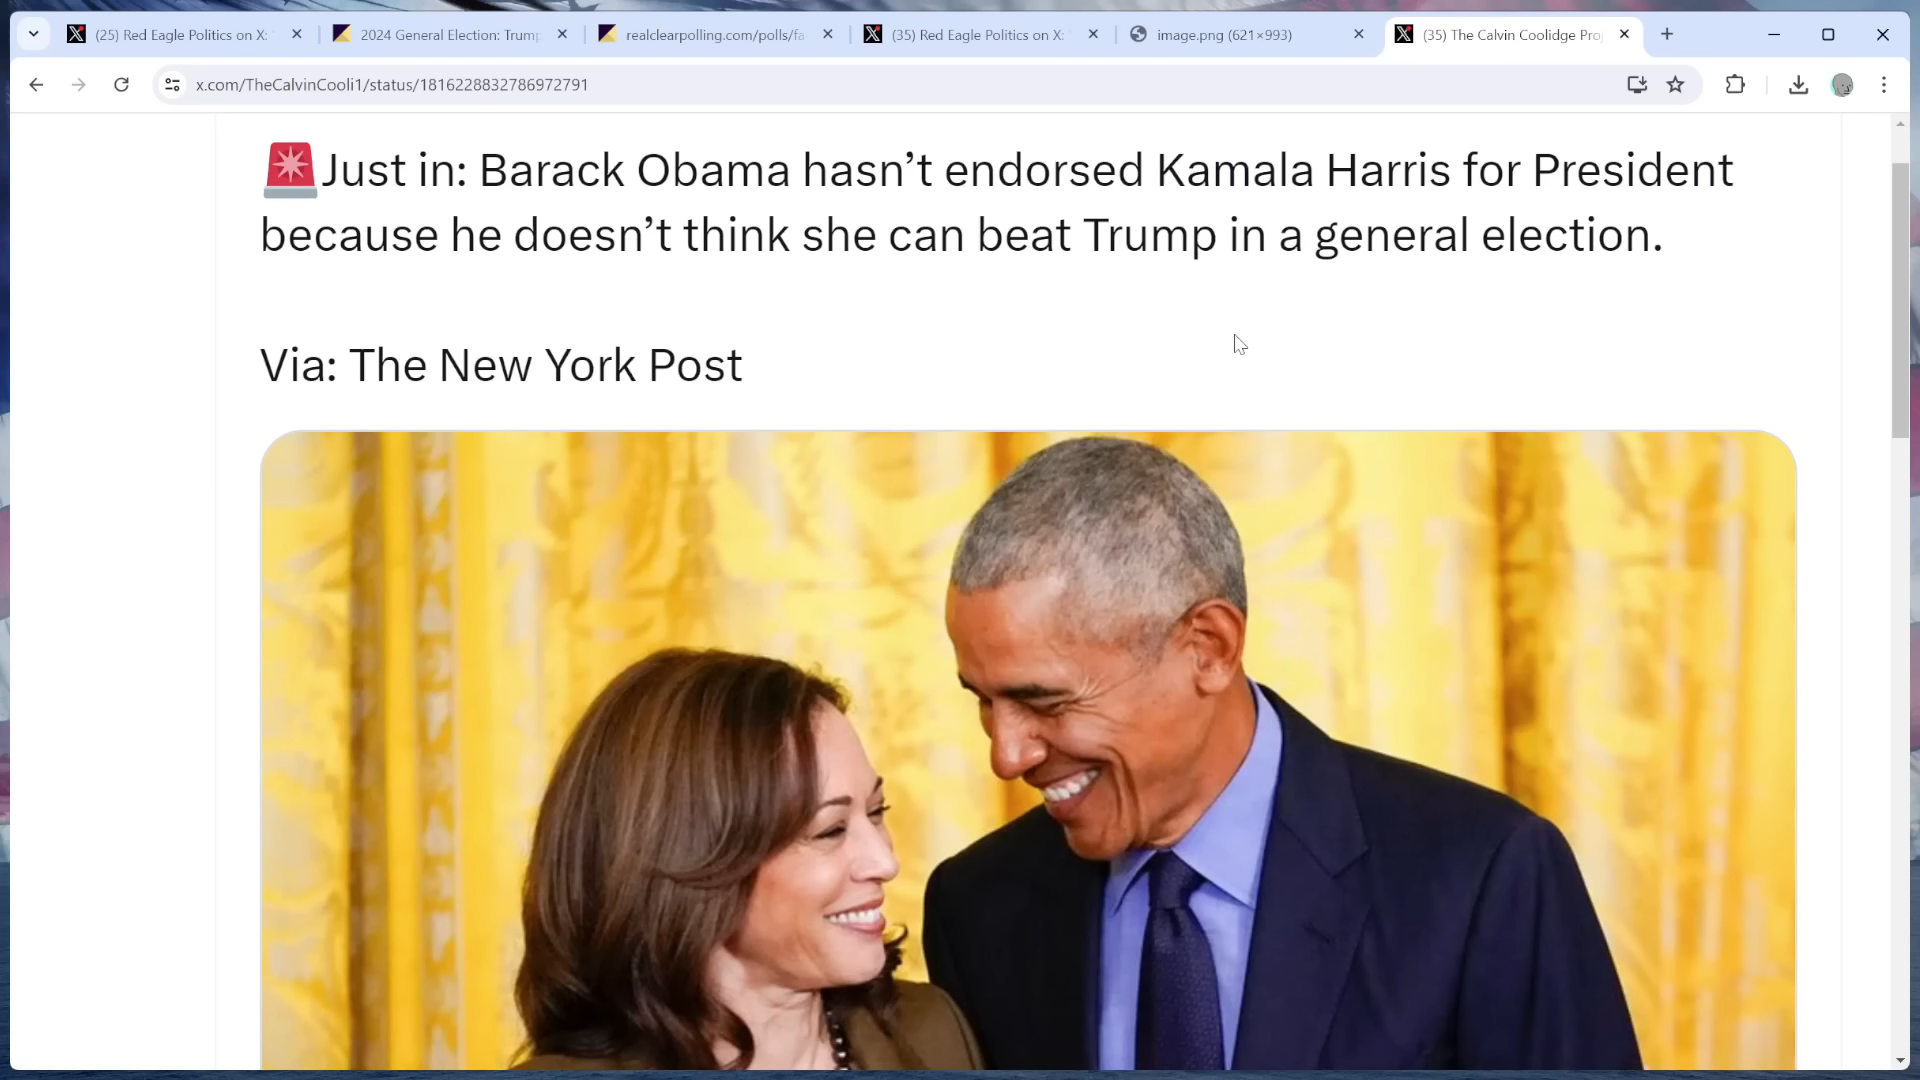 (25) Red Eagle Politics on X:
2024 General Election: Trump
realclearpolling.com/polls/fa
(35) Red Eagle Politics on X:
image.png (621×993)
(35) The Calvin Coolidge Proj
x.com/TheCalvinCooli1/status/1816228832786972791
🚨Just in: Barack Obama hasn’t endorsed Kamala Harris for President
because he doesn’t think she can beat Trump in a general election.
Via: The New York Post